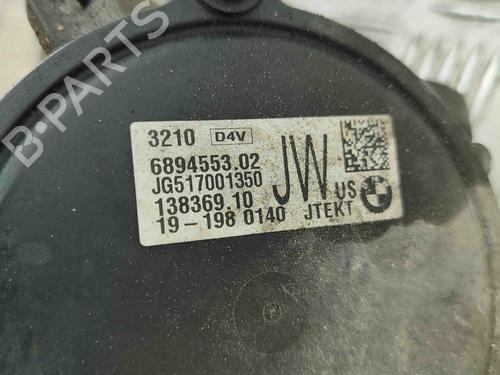 3210 D4V
6894553.02
JG517001350
138369.10
19-198 0140
JW US
JTEKT
B-PARTS